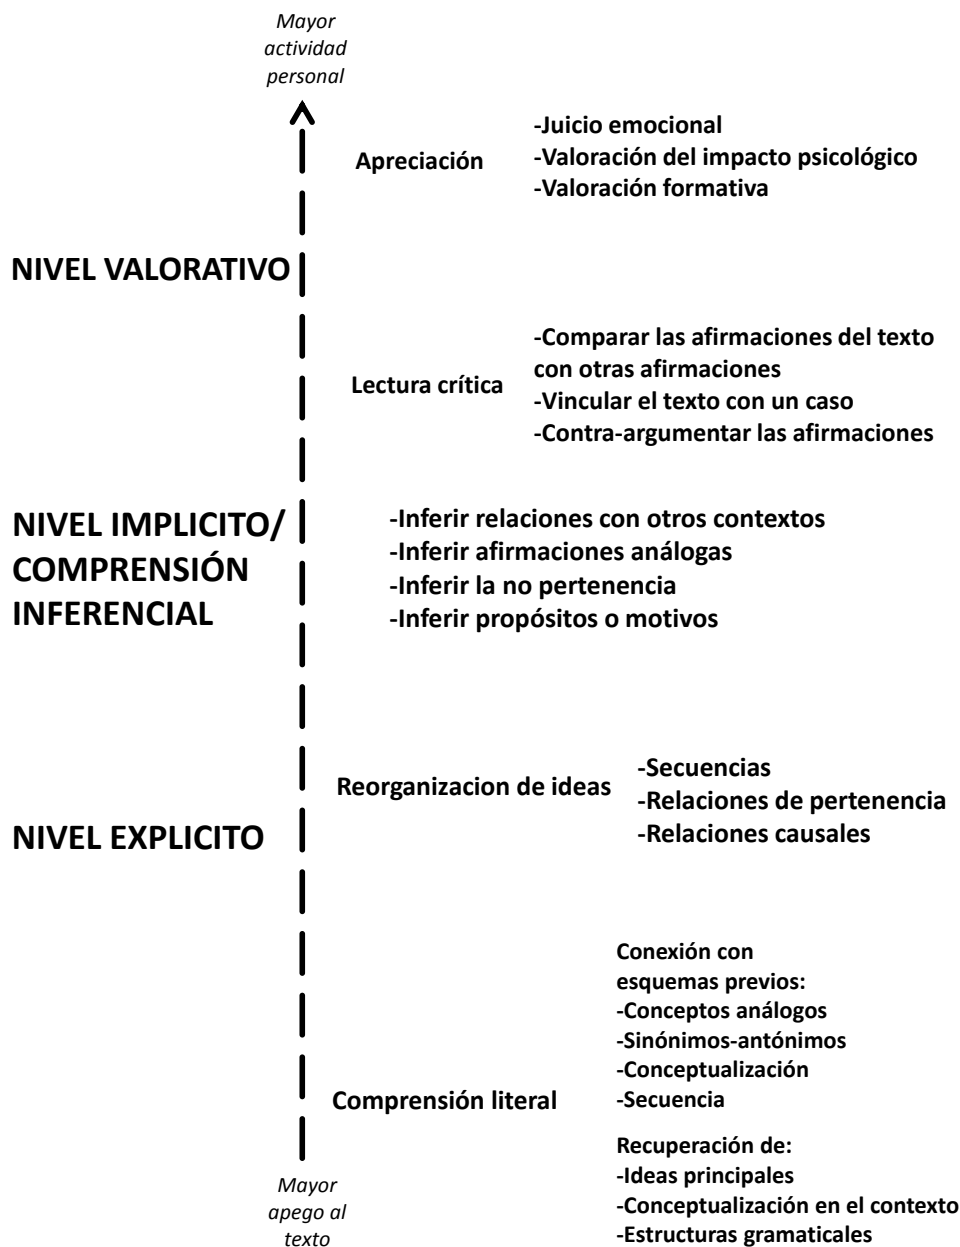 Mayor
actividad
personal
Apreciación
-Juicio emocional
-Valoración del impacto psicológico
-Valoración formativa
NIVEL VALORATIVO
Lectura crítica
-Comparar las afirmaciones del texto
con otras afirmaciones
-Vincular el texto con un caso
-Contra-argumentar las afirmaciones
NIVEL IMPLICITO/
COMPRENSIÓN
INFERENCIAL
-Inferir relaciones con otros contextos
-Inferir afirmaciones análogas
-Inferir la no pertenencia
-Inferir propósitos o motivos
Reorganizacion de ideas
-Secuencias
-Relaciones de pertenencia
-Relaciones causales
NIVEL EXPLICITO
Comprensión literal
Conexión con
esquemas previos:
-Conceptos análogos
-Sinónimos-antónimos
-Conceptualización
-Secuencia
Recuperación de:
-Ideas principales
-Conceptualización en el contexto
-Estructuras gramaticales
Mayor
apego al
texto